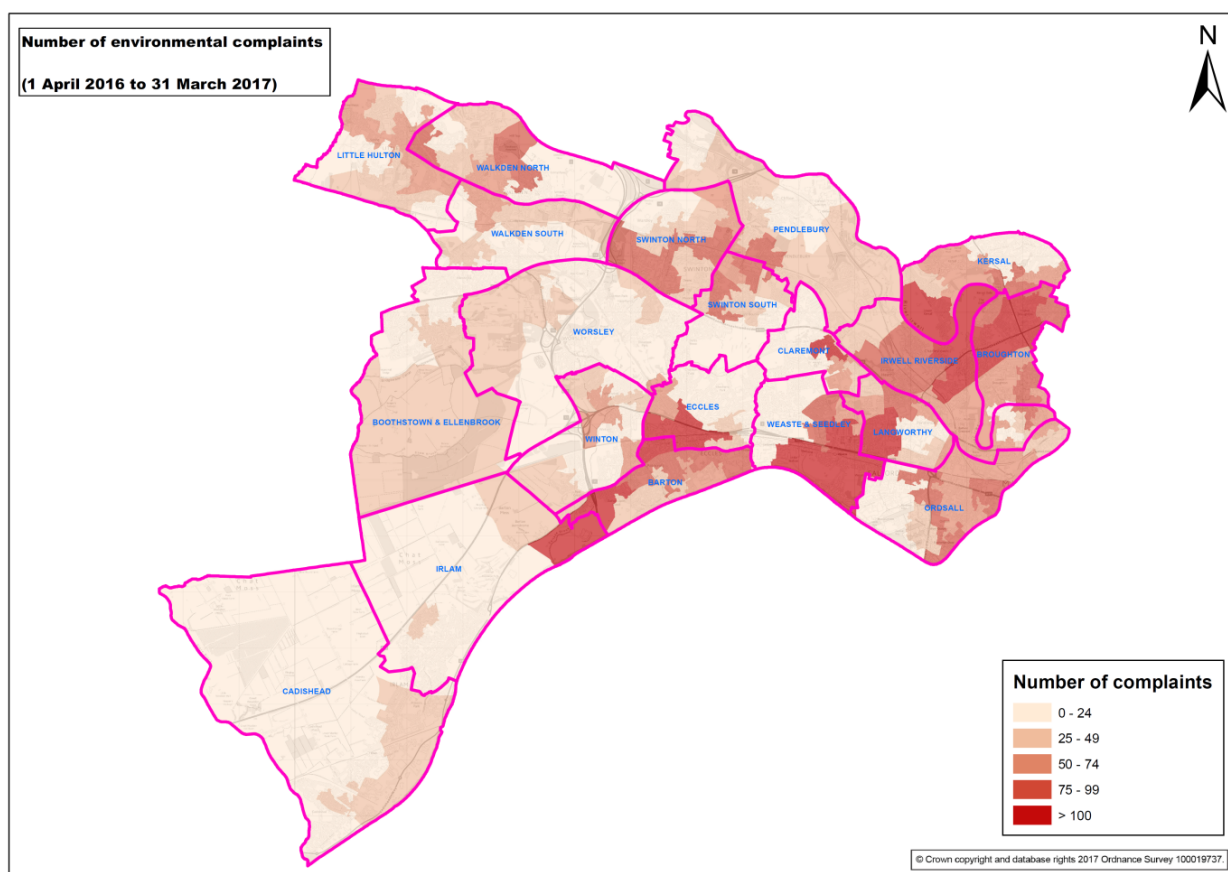 Number of environmental complaints
(1 April 2016 to 31 March 2017)
N
LITTLE HULTON
WALKDEN NORTH
WALKDEN SOUTH
SWINTON NORTH
PENDLEBURY
KERSAL
SWINTON SOUTH
WORSLEY
CLAREMONT
IRWELL RIVERSIDE
BROUGHTON
BOOTHSTOWN & ELLENBROOK
ECCLES
WINTON
WEASTE & SEEDLEY
LANGWORTHY
BARTON
ORDSALL
IRLAM
CADISHEAD
Chat
Moss
Number of complaints
0 - 24
25 - 49
50 - 74
75 - 99
> 100
© Crown copyright and database rights 2017 Ordnance Survey 100019737.